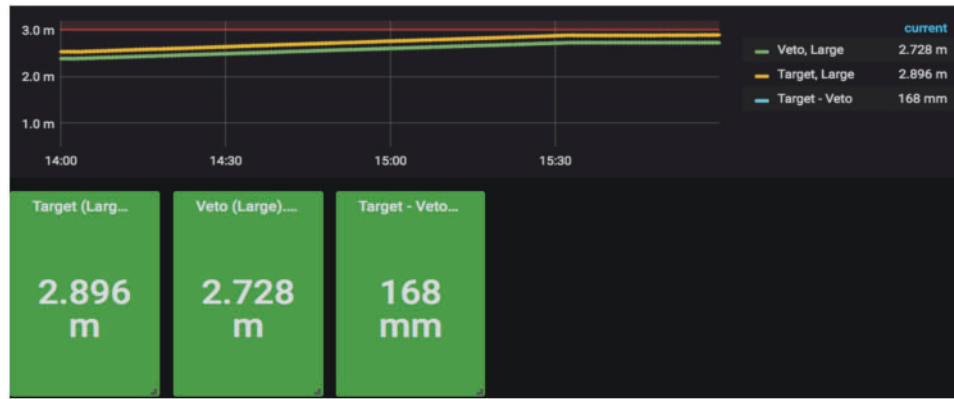 3.0 m
2.0 m
1.0 m
14:00 14:30 15:00 15:30
current
Veto, Large 2.728 m
Target, Large 2.896 m
Target - Veto 168 mm
Target (Larg...
2.896
m
Veto (Large)....
2.728
m
Target - Veto...
168
mm